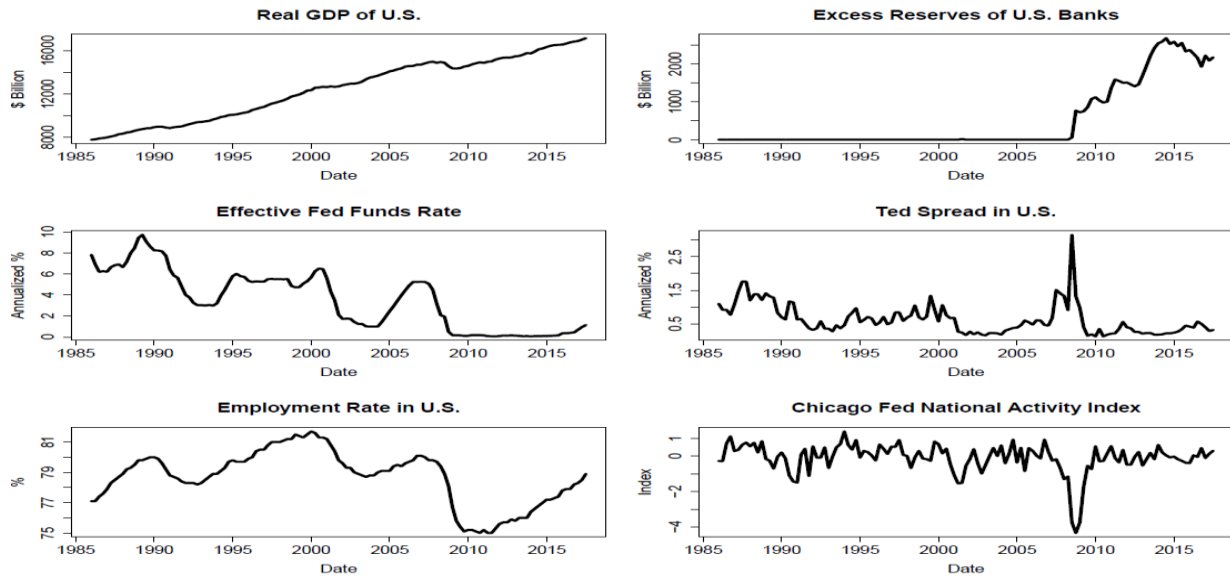 Real GDP of U.S.
$ Billion
16000
12000
8000
1985 1990 1995 2000 2005 2010 2015
Date
Excess Reserves of U.S. Banks
$ Billion
2000
1000
0
1985 1990 1995 2000 2005 2010 2015
Date
Effective Fed Funds Rate
Annualized %
10
8
6
4
2
0
1985 1990 1995 2000 2005 2010 2015
Date
Ted Spread in U.S.
Annualized %
2.5
1.5
0.5
1985 1990 1995 2000 2005 2010 2015
Date
Employment Rate in U.S.
%
81
79
77
75
1985 1990 1995 2000 2005 2010 2015
Date
Chicago Fed National Activity Index
Index
1
0
-2
-4
1985 1990 1995 2000 2005 2010 2015
Date